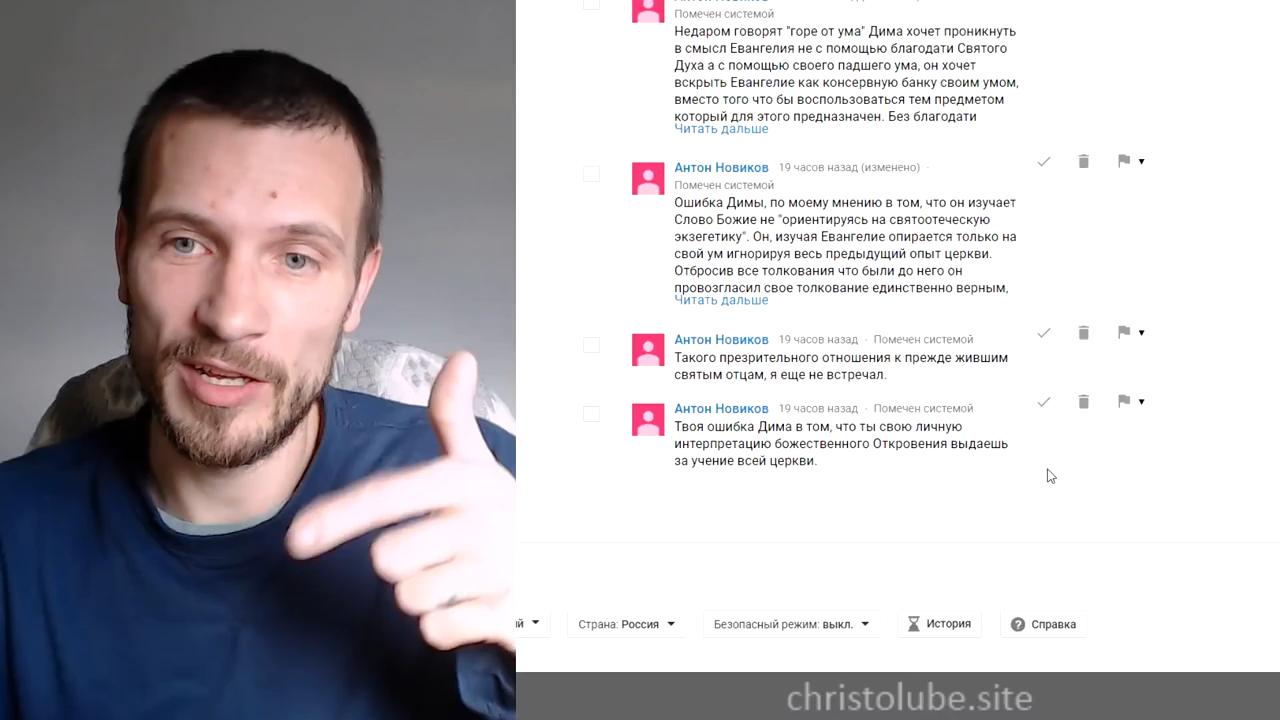 Помечен системой
Недаром говорят "горе от ума" Дима хочет проникнуть
в смысл Евангелия не с помощью благодати Святого
Духа а с помощью своего падшего ума, он хочет
вскрыть Евангелие как консервную банку своим умом,
вместо того что бы воспользоваться тем предметом
который для этого предназначен. Без благодати
Читать дальше
Антон Новиков 19 часов назад (изменено) ·
Помечен системой
Ошибка Димы, по моему мнению в том, что он изучает
Слово Божие не "ориентируясь на святоотеческую
экзегетику". Он, изучая Евангелие опирается только на
свой ум игнорируя весь предыдущий опыт церкви.
Отбросив все толкования что были до него он
провозгласил свое толкование единственно верным,
Читать дальше
Антон Новиков 19 часов назад · Помечен системой
Такого презрительного отношения к прежде жившим
святым отцам, я еще не встречал.
Антон Новиков 19 часов назад · Помечен системой
Твоя ошибка Дима в том, что ты свою личную
интерпретацию божественного Откровения выдаешь
за учение всей церкви.
ий Страна: Россия Безопасный режим: выкл. История Справка
christolube.site